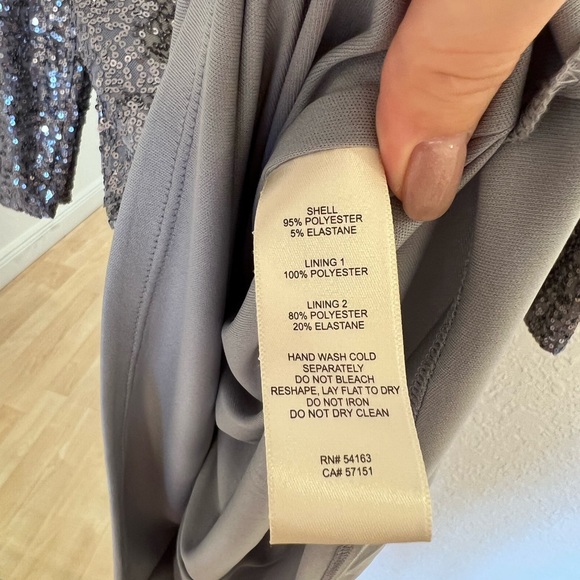 SHELL
95% POLYESTER
5% ELASTANE
LINING 1
100% POLYESTER
LINING 2
80% POLYESTER
20% ELASTANE
HAND WASH COLD
SEPARATELY
DO NOT BLEACH
RESHAPE, LAY FLAT TO DRY
DO NOT IRON
DO NOT DRY CLEAN
RN# 54163
CA# 57151